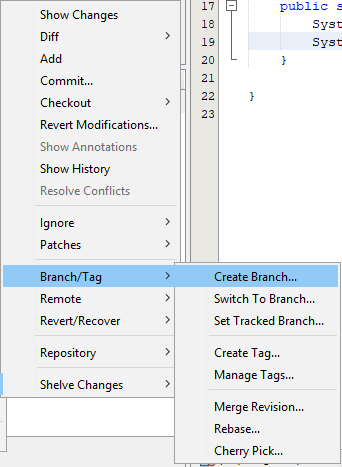 Show Changes
Diff
Add
Commit...
Checkout
Revert Modifications...
Show Annotations
Show History
Resolve Conflicts
Ignore
Patches
Branch/Tag
Remote
Revert/Recover
Repository
Shelve Changes
Create Branch...
Switch To Branch...
Set Tracked Branch...
Create Tag...
Manage Tags...
Merge Revision...
Rebase...
Cherry Pick...
17 public s
18 Syst
19 Syst
20 }
21
22 }
23